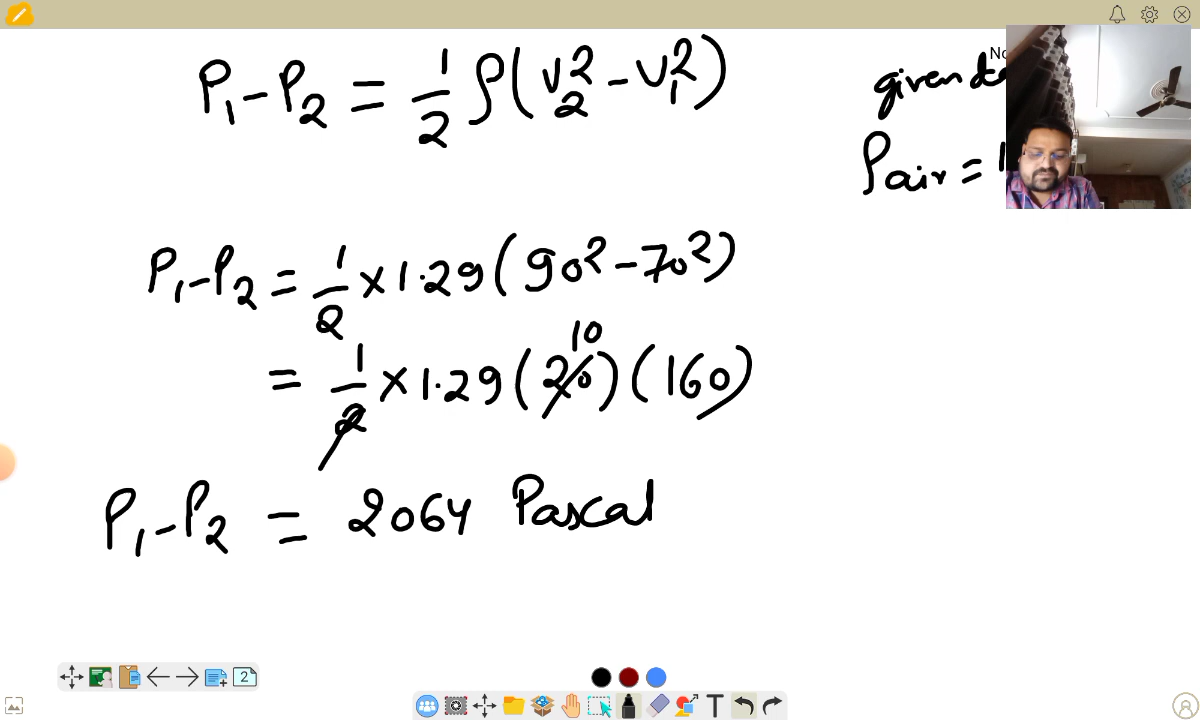 P₁-P₂ = 1/2 ρ(v₂² - v₁²)
given
ρair =
P₁-P₂ = 1/2 × 1.29(90² - 70²)
10
= 1/2 × 1.29(20)(160)
P₁-P₂ = 2064 Pascal
2
T